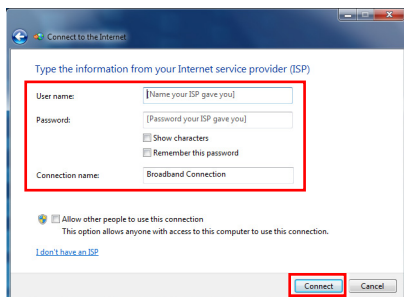 Connect to the Internet
Type the information from your Internet service provider (ISP)
User name: [Name your ISP gave you]
Password: [Password your ISP gave you]
Show characters
Remember this password
Connection name: Broadband Connection
Allow other people to use this connection
This option allows anyone with access to this computer to use this connection.
I don't have an ISP
Connect Cancel